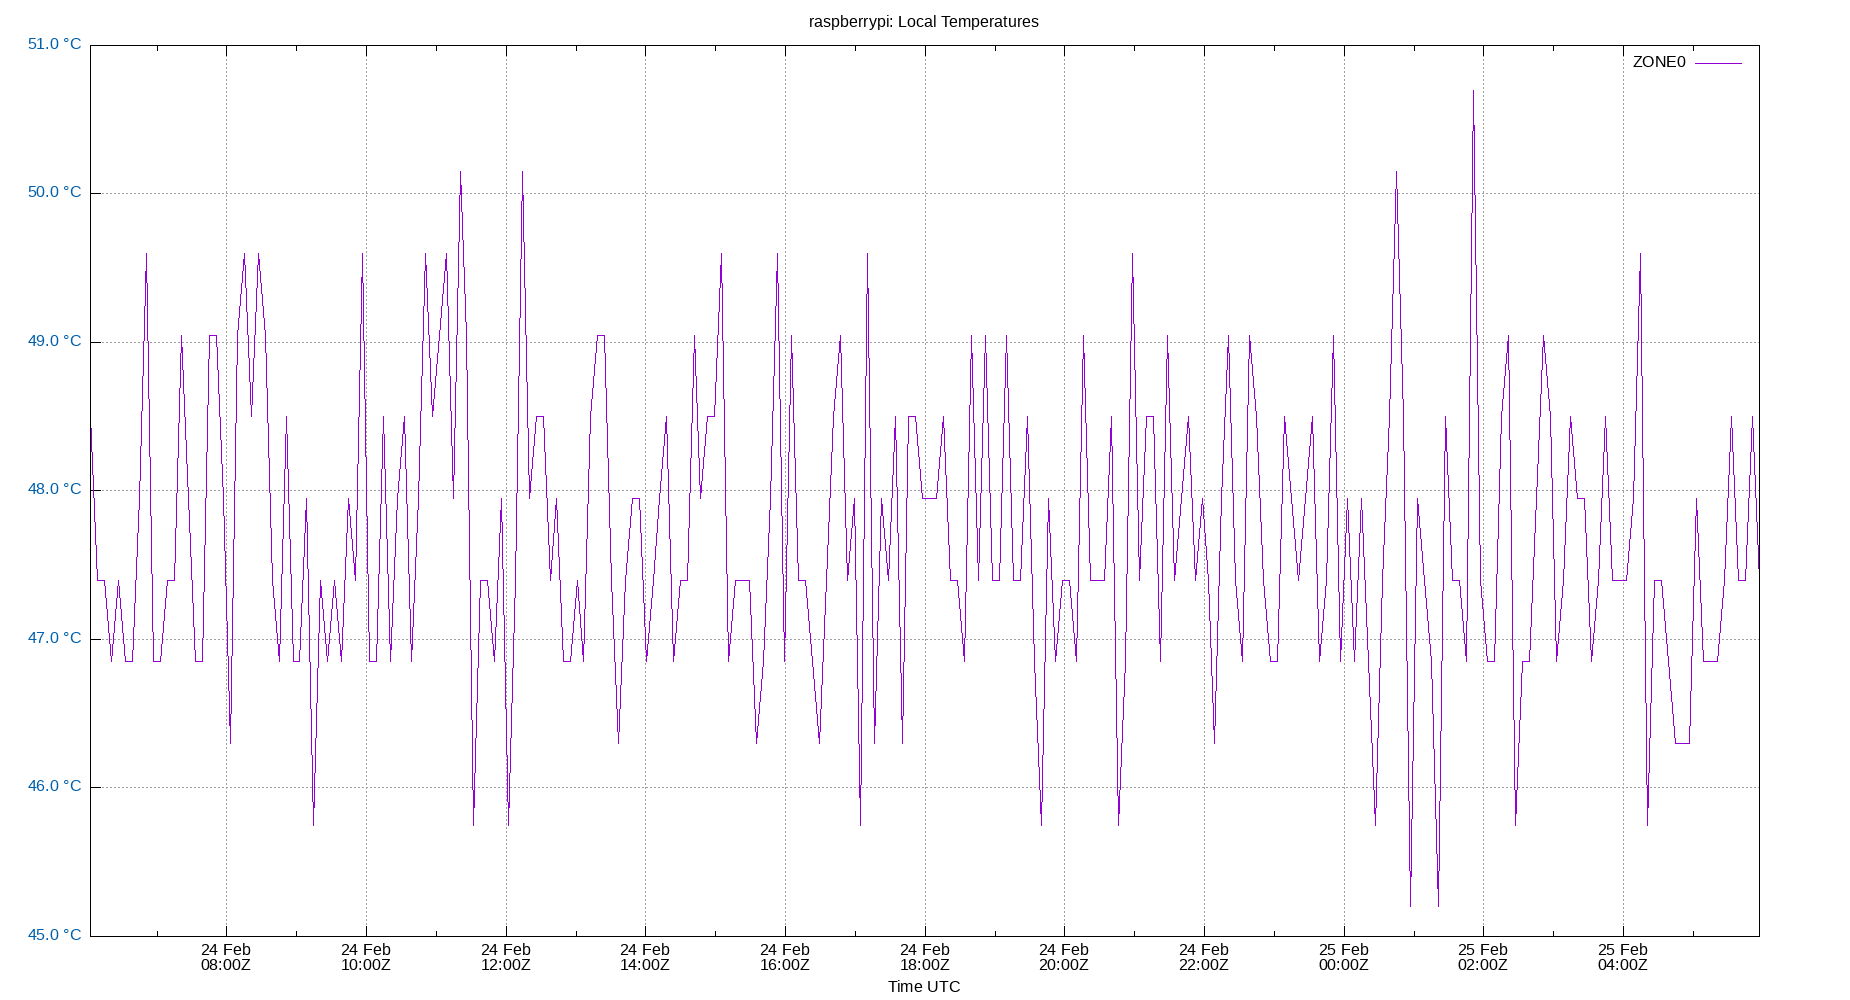 raspberrypi: Local Temperatures
51.0 °C
ZONE0
50.0 °C
49.0 °C
48.0 °C
47.0 °C
46.0 °C
45.0 °C
24 Feb 24 Feb 24 Feb 24 Feb 24 Feb 24 Feb 24 Feb 24 Feb 25 Feb 25 Feb 25 Feb
08:00Z 10:00Z 12:00Z 14:00Z 16:00Z 18:00Z 20:00Z 22:00Z 00:00Z 02:00Z 04:00Z
Time UTC